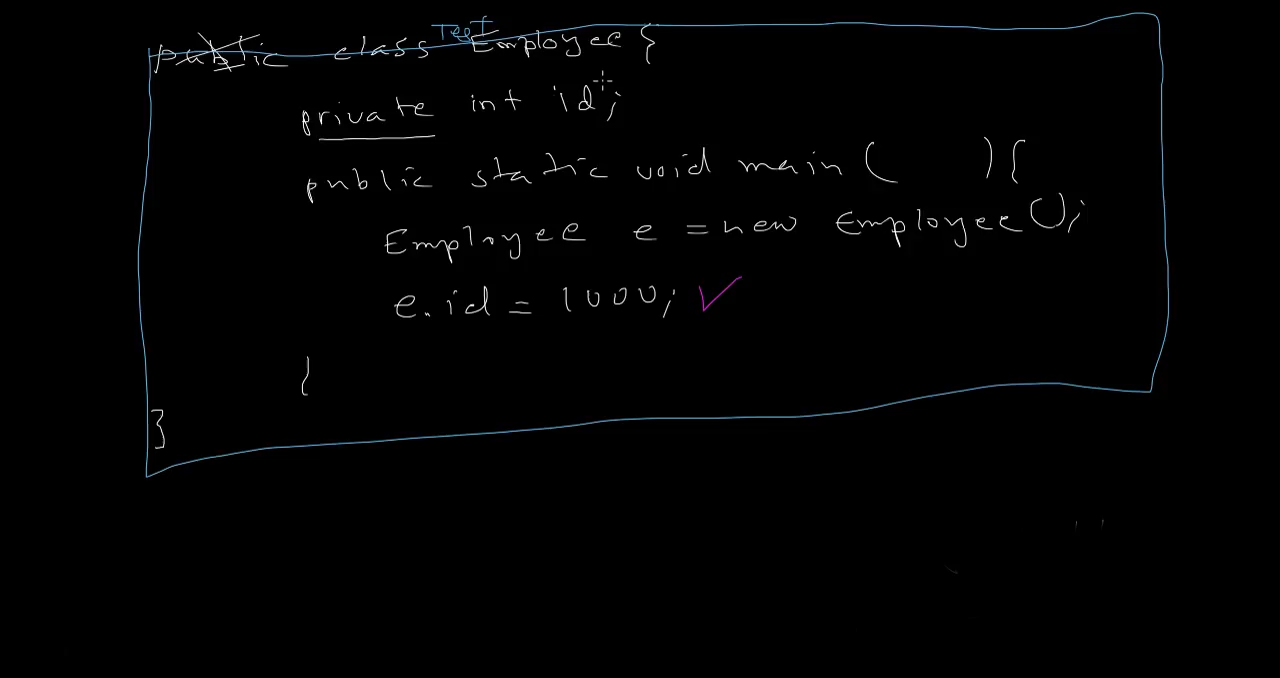 public class Test Employee {
private int id;
public static void main ( ) {
Employee e = new Employee();
e.id = 1000;
}
}